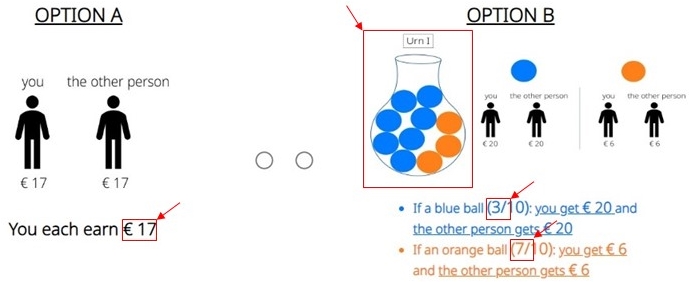 OPTION A
you the other person
€ 17 € 17
You each earn € 17
OPTION B
Urn I
you the other person
€ 20 € 20
you the other person
€ 6 € 6
• If a blue ball (3/10): you get € 20 and
the other person gets € 20
• If an orange ball (7/10): you get € 6
and the other person gets € 6